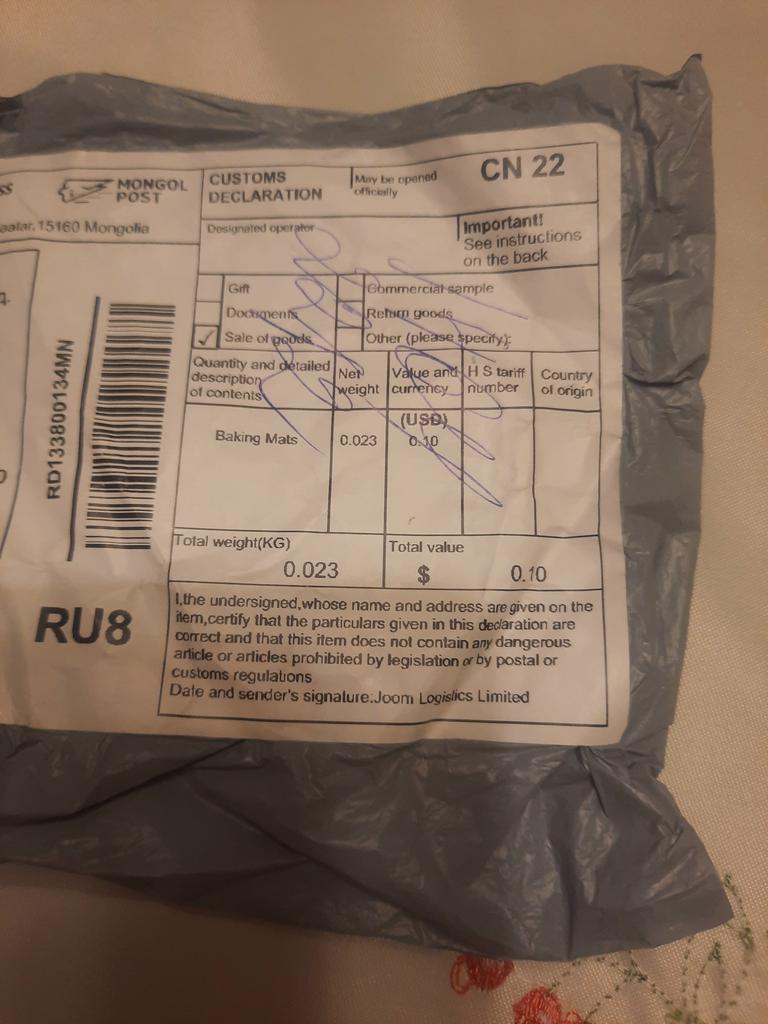 SS
MONGOL
POST
aatar, 15160 Mongolia
RD133800134MN
RU8
CUSTOMS
DECLARATION
May be opened
officially
CN 22
Designated operator
Important!
See instructions
on the back
Gift
Commercial sample
Documents
Return goods
✓ Sale of goods
Other (please specify):
Quantity and detailed
description
of contents
Net
weight
Value and
currency
H S tariff
number
Country
of origin
(USD)
Baking Mats 0.023 0.10
Total weight(KG)
0.023
Total value
$ 0.10
I,the undersigned,whose name and address are given on the
item,certify that the particulars given in this declaration are
correct and that this item does not contain any dangerous
article or articles prohibited by legislation or by postal or
customs regulations
Date and sender's signature:Joom Logistics Limited